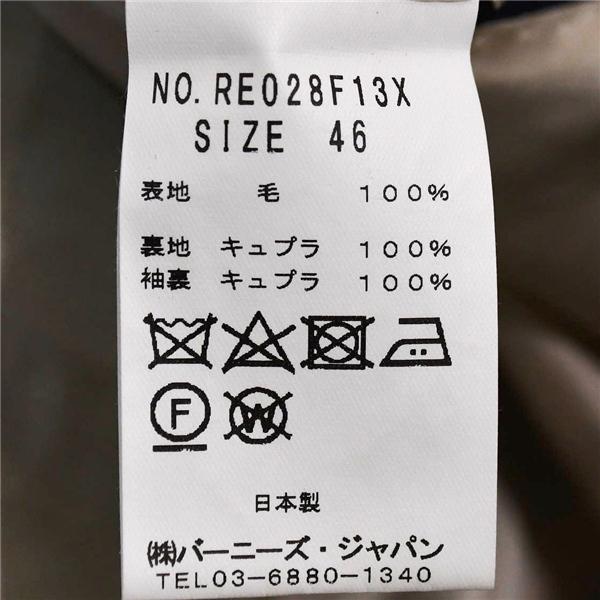 NO.RE028F13X
SIZE 46
表地 毛 100%
裏地 キュプラ 100%
袖裏 キュプラ 100%
F W
日本製
㈱バーニーズ・ジャパン
TEL03-6880-1340